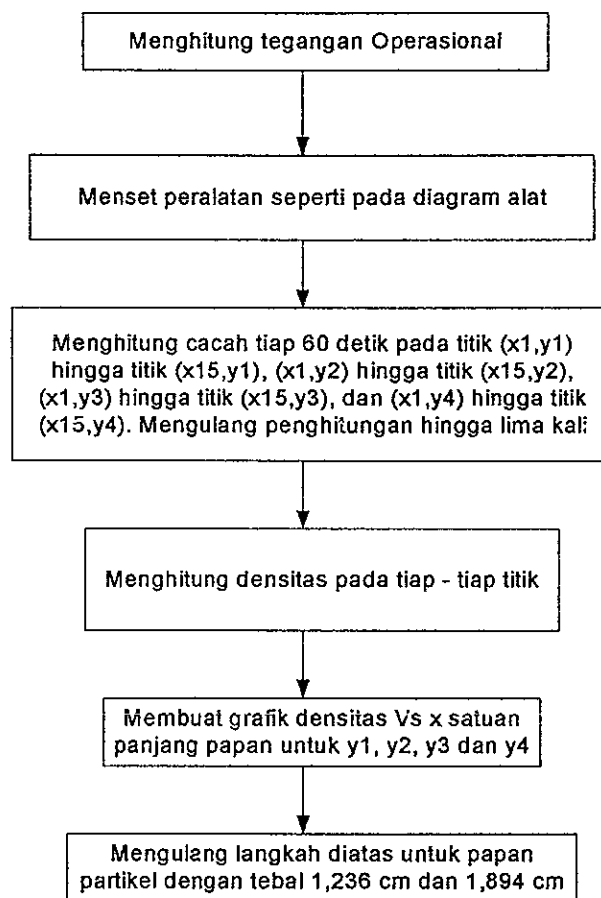 Menghitung tegangan Operasional
Menset peralatan seperti pada diagram alat
Menghitung cacah tiap 60 detik pada titik (x1,y1)
hingga titik (x15,y1), (x1,y2) hingga titik (x15,y2),
(x1,y3) hingga titik (x15,y3), dan (x1,y4) hingga titik
(x15,y4). Mengulang penghitungan hingga lima kali
Menghitung densitas pada tiap - tiap titik
Membuat grafik densitas Vs x satuan
panjang papan untuk y1, y2, y3 dan y4
Mengulang langkah diatas untuk papan
partikel dengan tebal 1,236 cm dan 1,894 cm